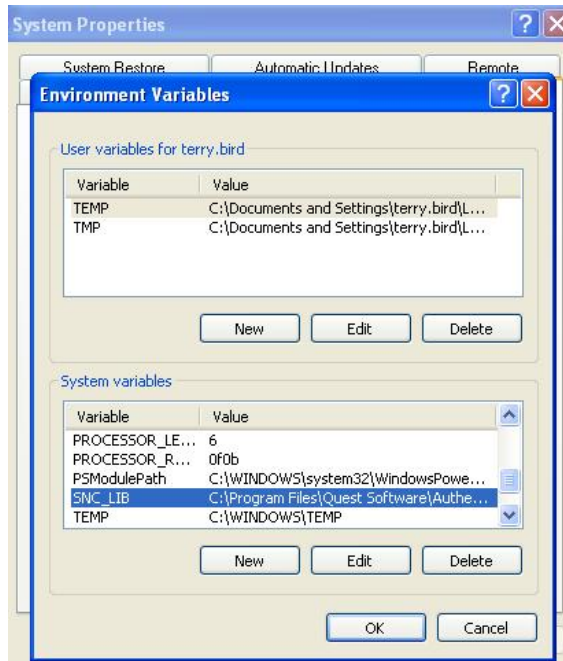 System Properties
System Restore Automatic Updates Remote
Environment Variables
User variables for terry.bird
Variable Value
TEMP C:\Documents and Settings\terry.bird\L...
TMP C:\Documents and Settings\terry.bird\L...
New Edit Delete
System variables
Variable Value
PROCESSOR_LE... 6
PROCESSOR_R... 0f0b
PSModulePath C:\WINDOWS\system32\WindowsPowe...
SNC_LIB C:\Program Files\Quest Software\Authe...
TEMP C:\WINDOWS\TEMP
New Edit Delete
OK Cancel